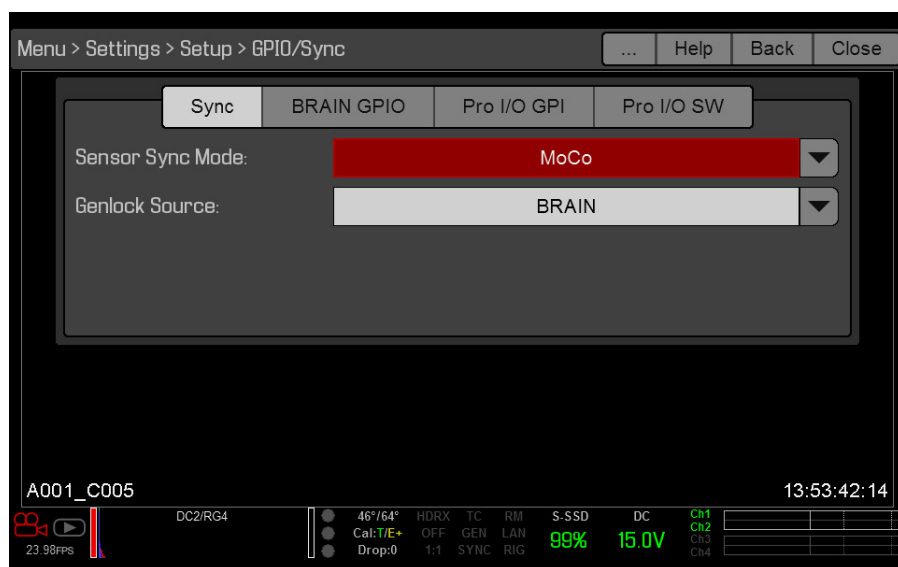 Menu > Settings > Setup > GPIO/Sync ... Help Back Close
Sync BRAIN GPIO Pro I/O GPI Pro I/O SW
Sensor Sync Mode: MoCo
Genlock Source: BRAIN
A001_C005 13:53:42:14
DC2/RG4 46°/64° HDRX TC RM S-SSD DC Ch1
Ch2
Cal:T/E+ OFF GEN LAN 99% 15.0V Ch3
23.98FPS Drop:0 1:1 SYNC RIG Ch4